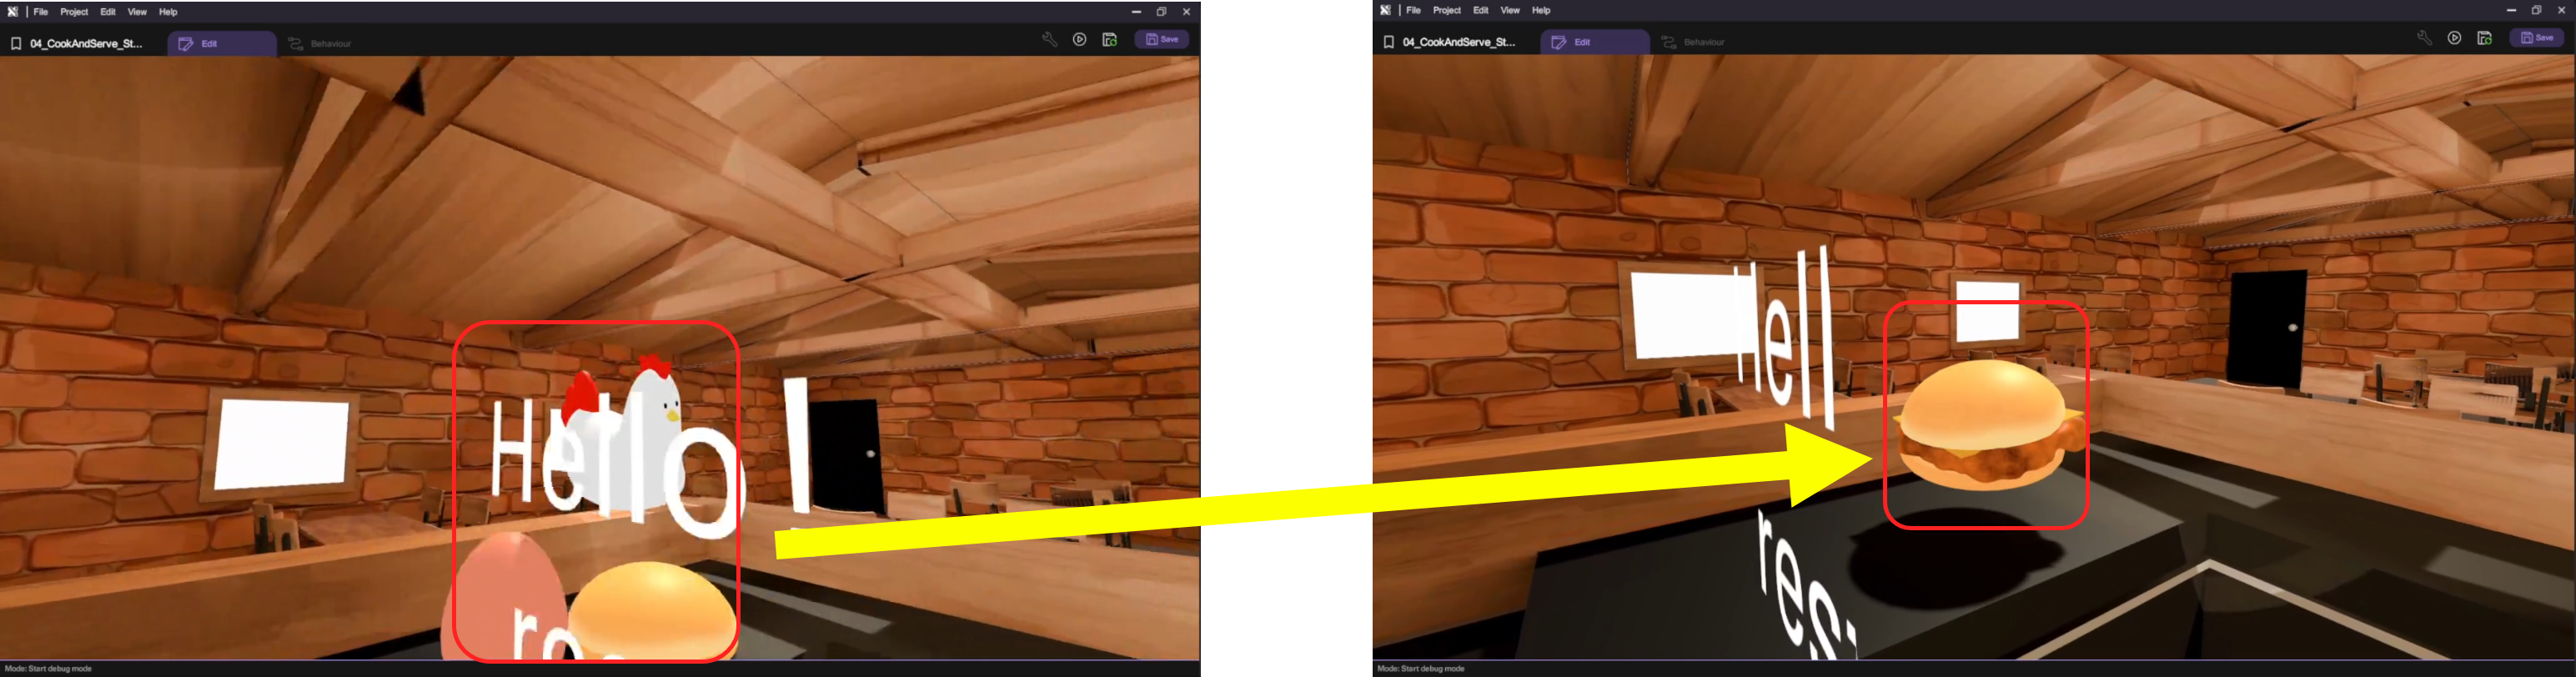 File Project Edit View Help
04_CookAndServe_St... Edit Behaviour Save
Hello!
Mode: Start debug mode
File Project Edit View Help
04_CookAndServe_St... Edit Behaviour Save
Hell
res
Mode: Start debug mode